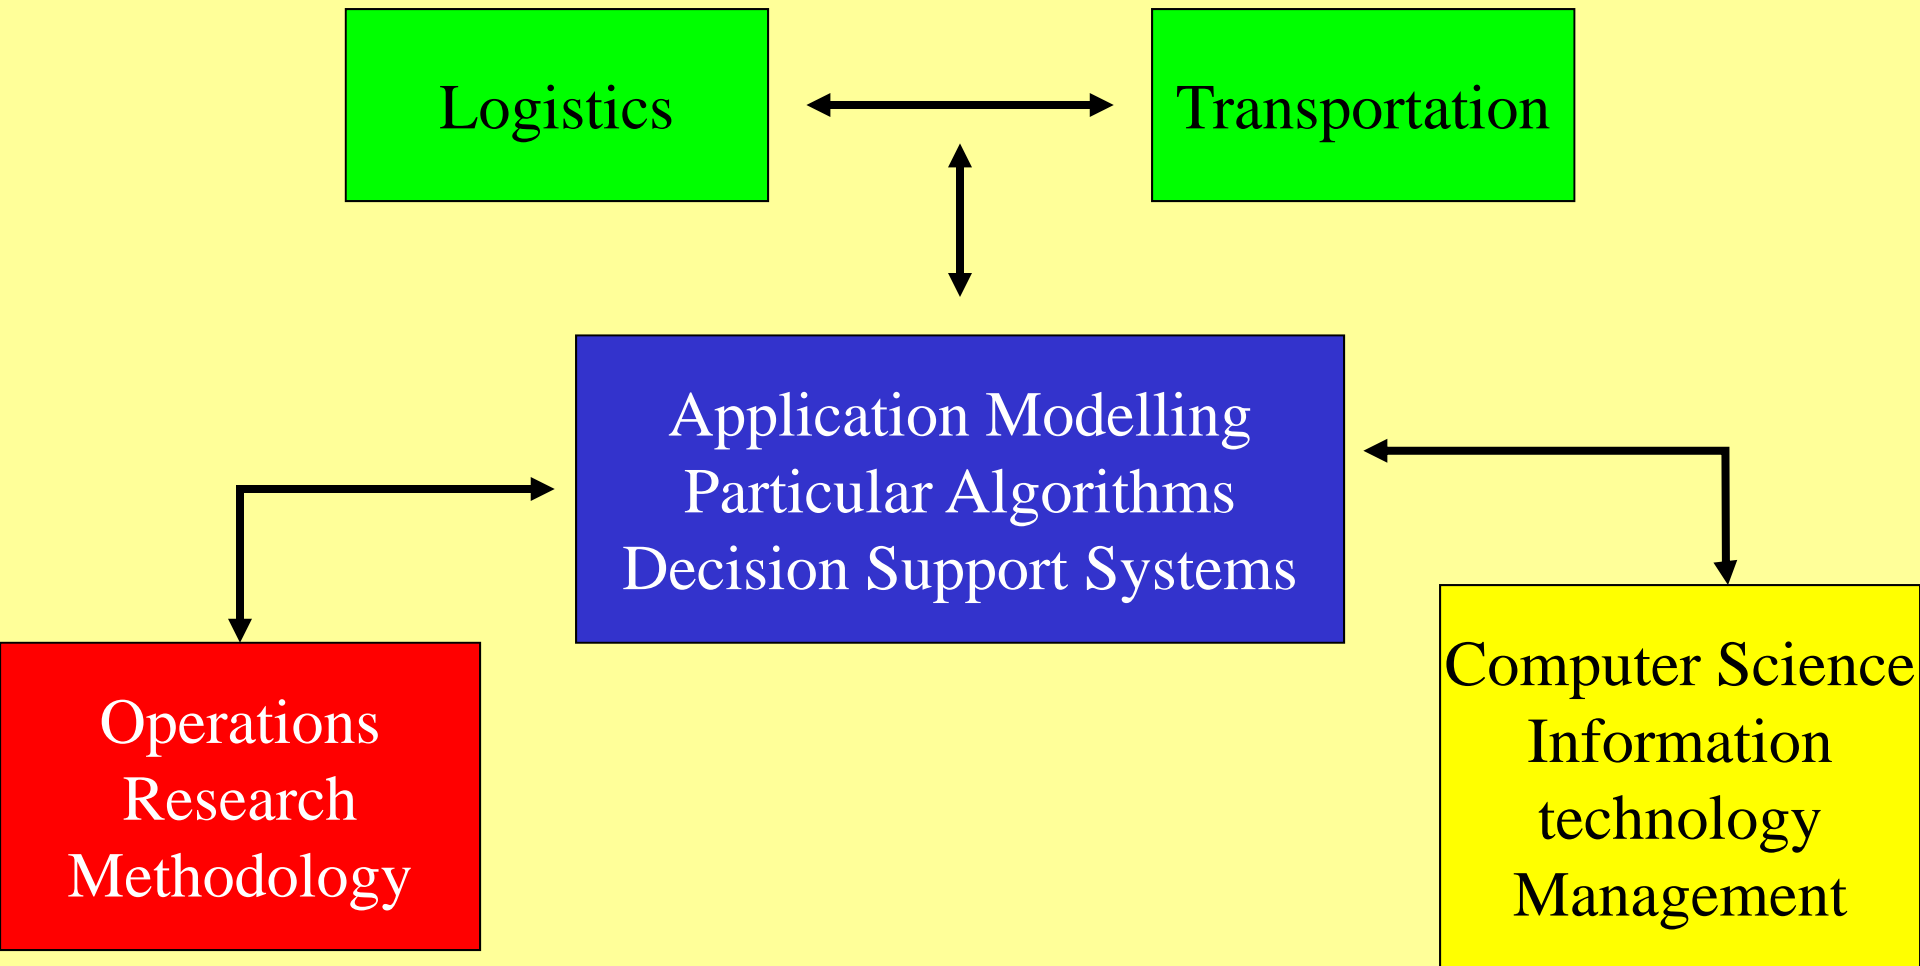 Logistics
Transportation
Application Modelling
Particular Algorithms
Decision Support Systems
Operations
Research
Methodology
Computer Science
Information
technology
Management